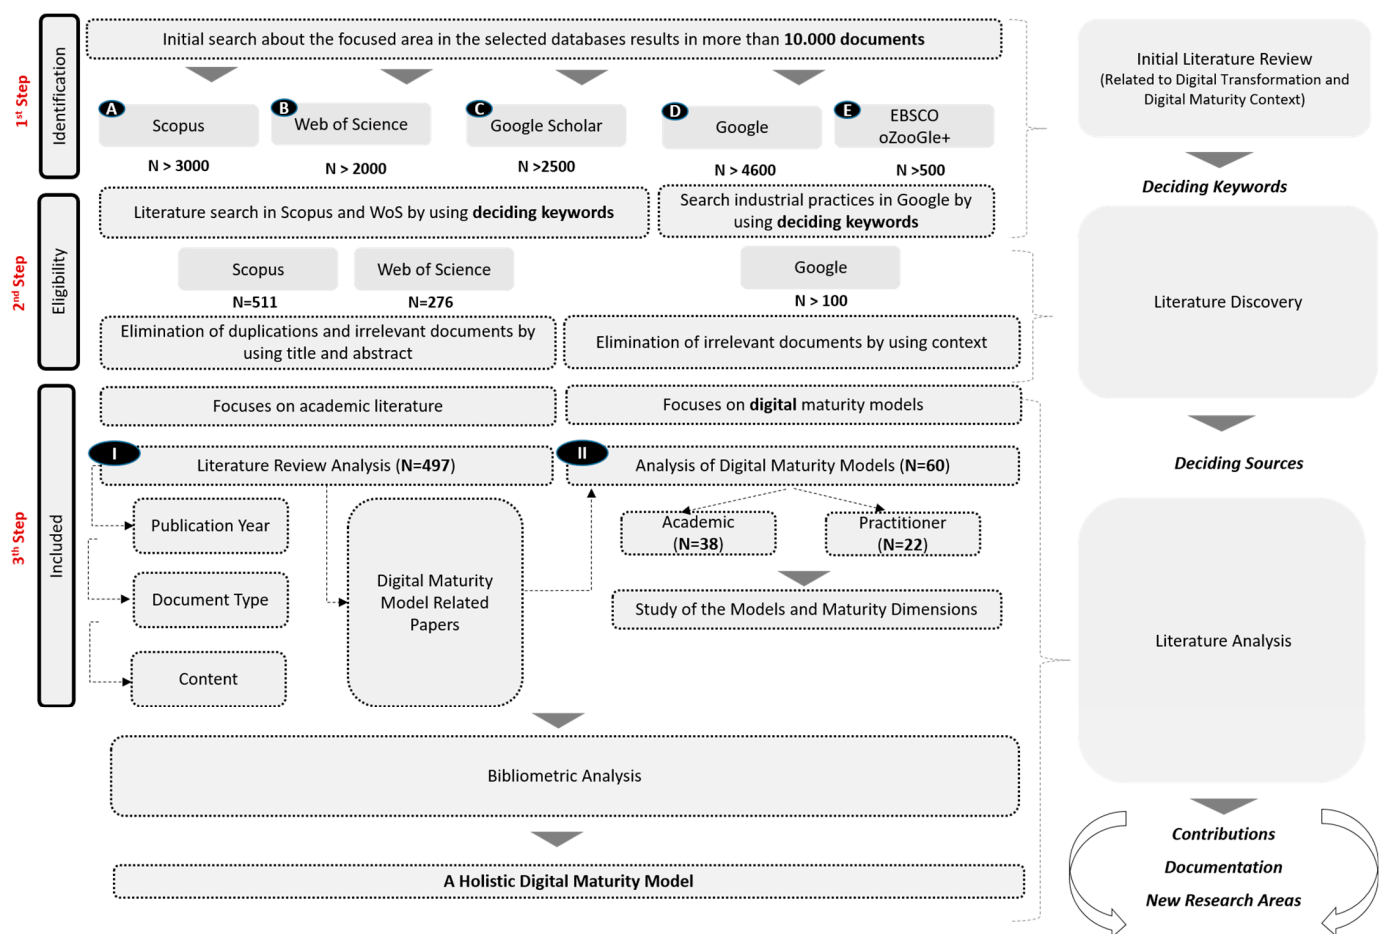 1st Step
Identification
Initial search about the focused area in the selected databases results in more than 10.000 documents
A
Scopus
N > 3000
B
Web of Science
N > 2000
C
Google Scholar
N >2500
D
Google
N > 4600
E
EBSCO
oZooGle+
N >500
2nd Step
Eligibility
Literature search in Scopus and WoS by using deciding keywords
Search industrial practices in Google by
using deciding keywords
Scopus
N=511
Web of Science
N=276
Google
N > 100
Elimination of duplications and irrelevant documents by
using title and abstract
Elimination of irrelevant documents by using context
3th Step
Included
Focuses on academic literature
Focuses on digital maturity models
I
Literature Review Analysis (N=497)
II
Analysis of Digital Maturity Models (N=60)
Publication Year
Document Type
Content
Digital Maturity
Model Related
Papers
Academic
(N=38)
Practitioner
(N=22)
Study of the Models and Maturity Dimensions
Bibliometric Analysis
A Holistic Digital Maturity Model
Initial Literature Review
(Related to Digital Transformation and
Digital Maturity Context)
Deciding Keywords
Literature Discovery
Deciding Sources
Literature Analysis
Contributions
Documentation
New Research Areas